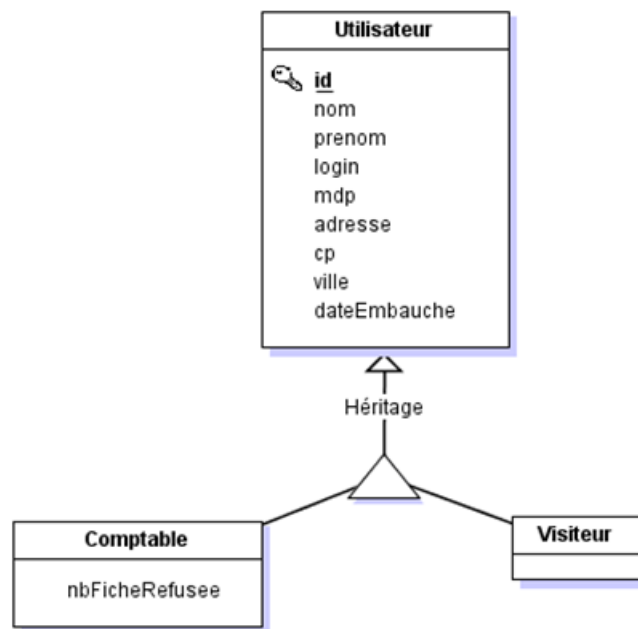 Utilisateur
id
nom
prenom
login
mdp
adresse
cp
ville
dateEmbauche
Héritage
Comptable
nbFicheRefusee
Visiteur